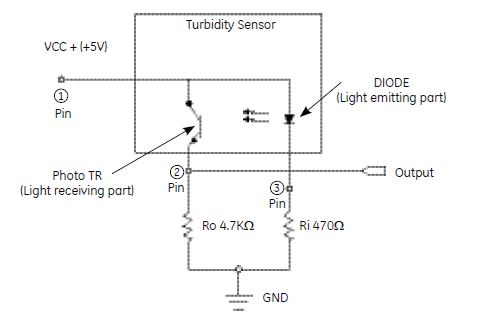 Turbidity Sensor
VCC + (+5V)
DIODE
(Light emitting part)
①
Pin
Photo TR
(Light receiving part)
②
Pin
Output
③
Pin
Ro 4.7KΩ
Ri 470Ω
GND